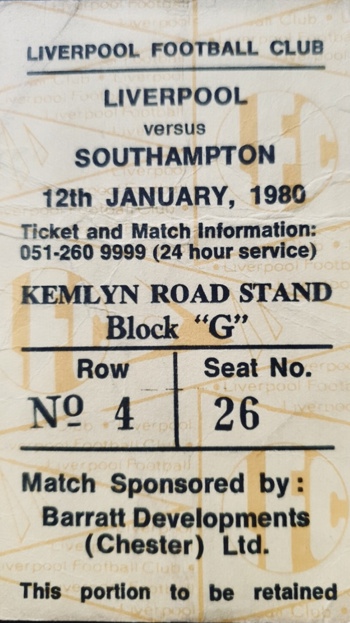 LIVERPOOL FOOTBALL CLUB
LIVERPOOL
versus
SOUTHAMPTON
12th JANUARY, 1980
Ticket and Match Information:
051-260 9999 (24 hour service)
KEMLYN ROAD STAND
Block “G”
Row Seat No.
Nº 4 26
Match Sponsored by :
Barratt Developments
(Chester) Ltd.
This portion to be retained